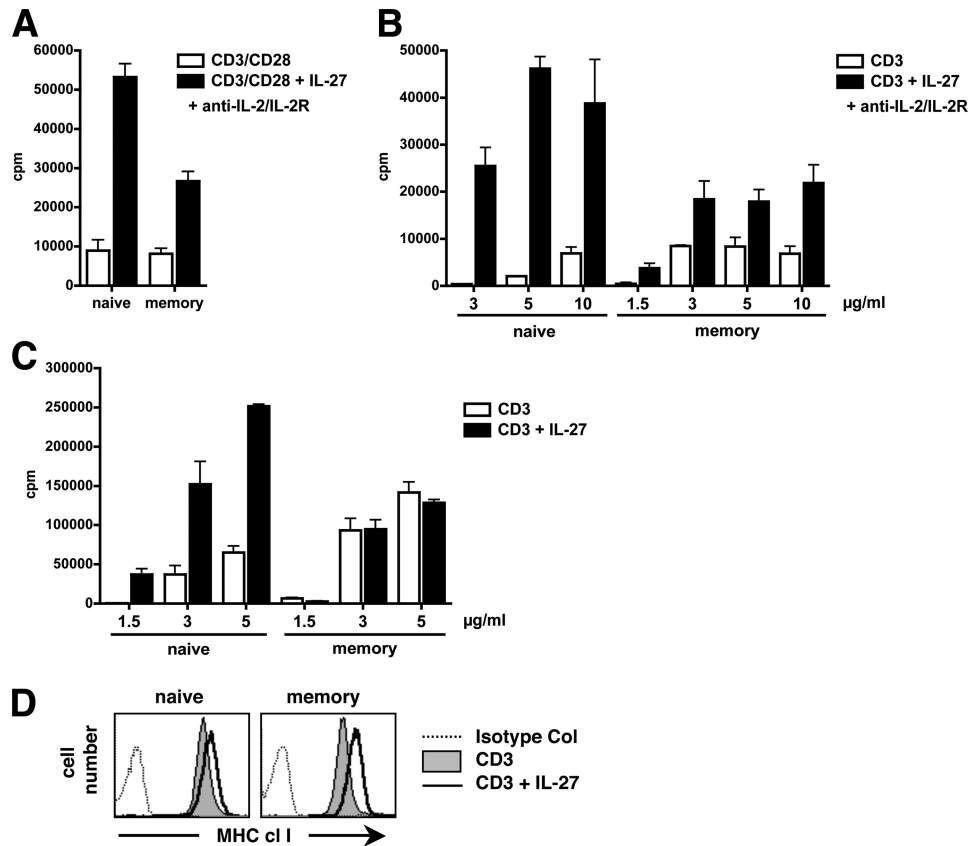 A
60000
50000
40000
30000
20000
10000
0
cpm
naive memory
CD3/CD28
CD3/CD28 + IL-27
+ anti-IL-2/IL-2R
B
50000
40000
30000
20000
10000
0
cpm
3 5 10 1.5 3 5 10 µg/ml
naive memory
CD3
CD3 + IL-27
+ anti-IL-2/IL-2R
C
300000
250000
200000
150000
100000
50000
0
cpm
1.5 3 5 1.5 3 5 µg/ml
naive memory
CD3
CD3 + IL-27
D
naive memory
cell
number
MHC cl I
Isotype Col
CD3
CD3 + IL-27